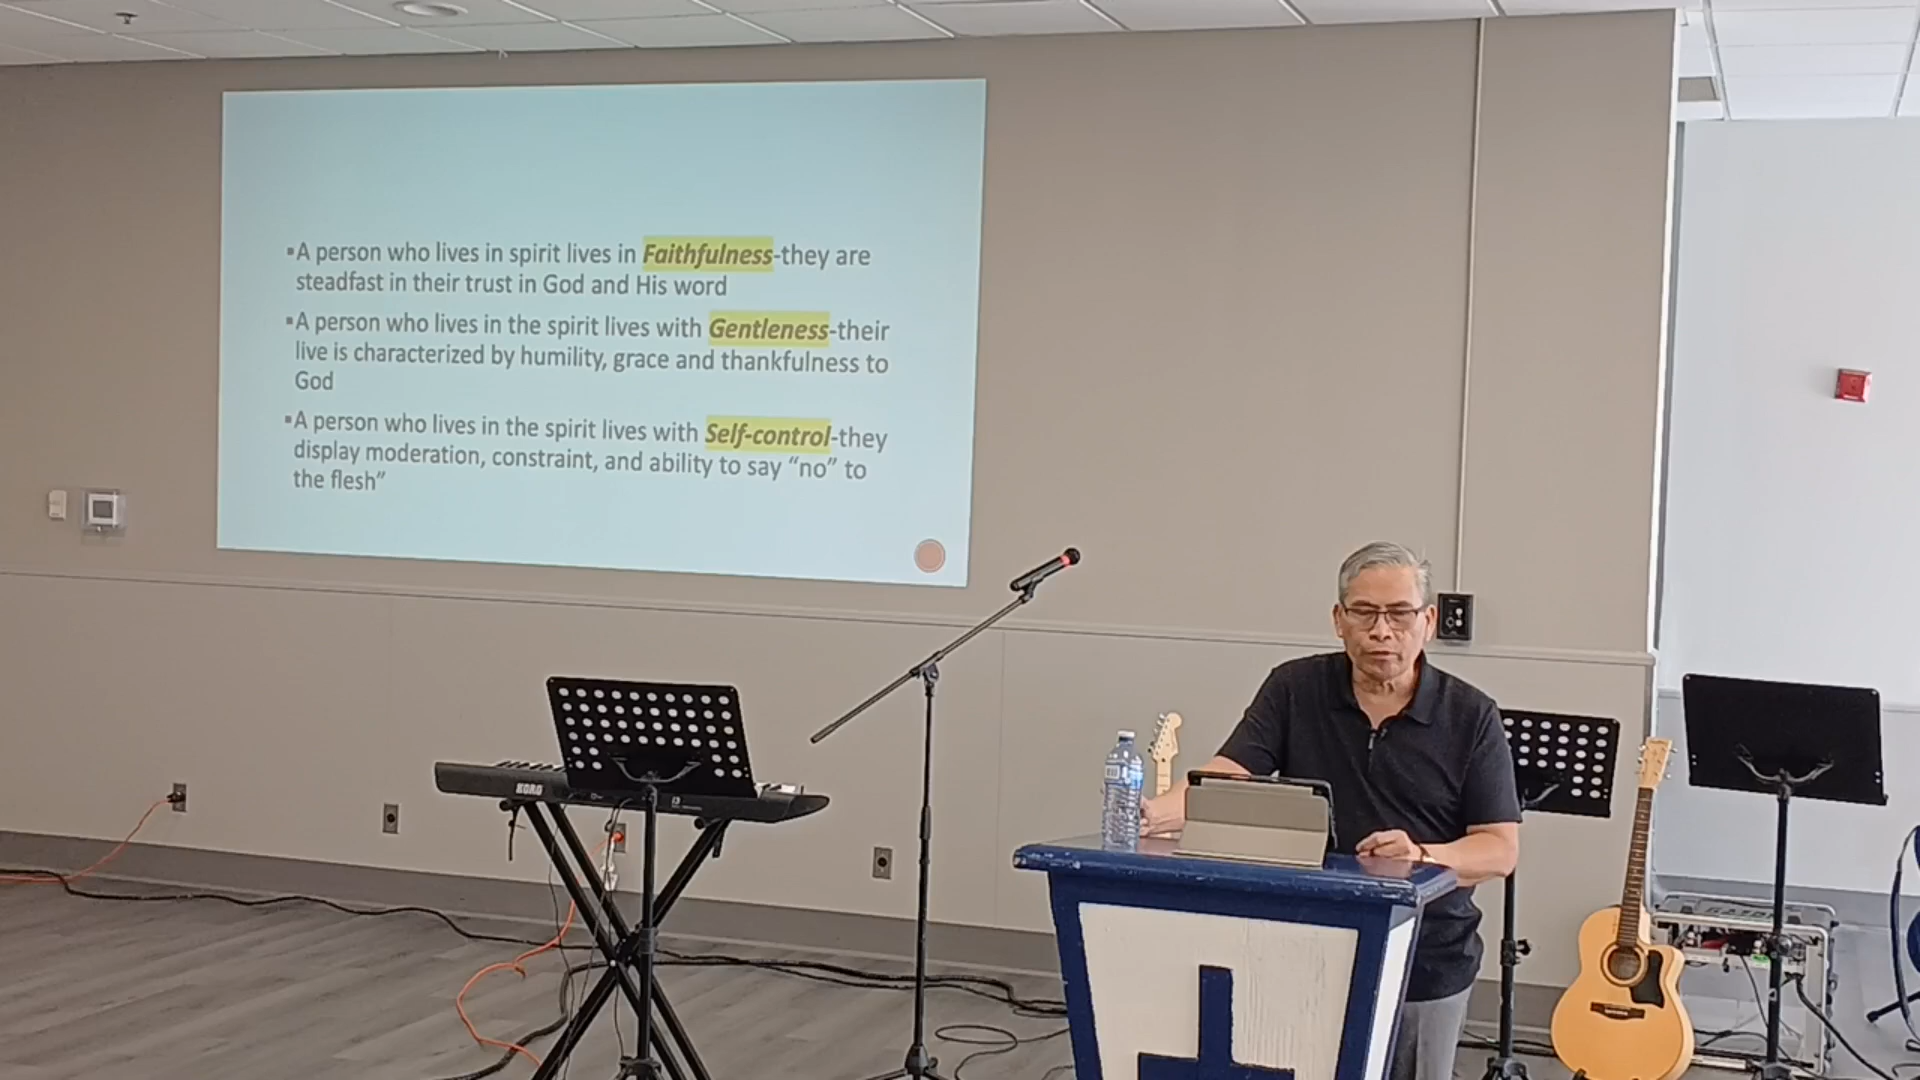 ▪A person who lives in spirit lives in Faithfulness-they are
steadfast in their trust in God and His word
▪A person who lives in the spirit lives with Gentleness-their
live is characterized by humility, grace and thankfulness to
God
▪A person who lives in the spirit lives with Self-control-they
display moderation, constraint, and ability to say “no” to
the flesh”
KORG